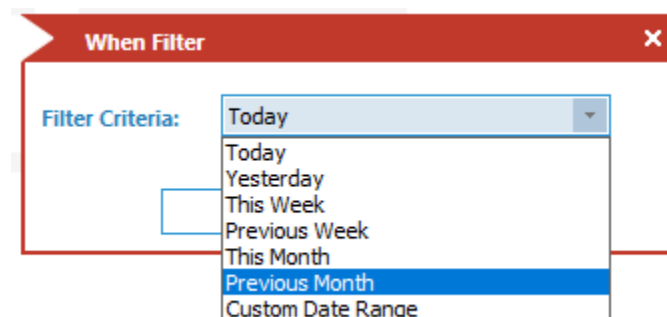 When Filter
Filter Criteria:
Today
Today
Yesterday
This Week
Previous Week
This Month
Previous Month
Custom Date Range